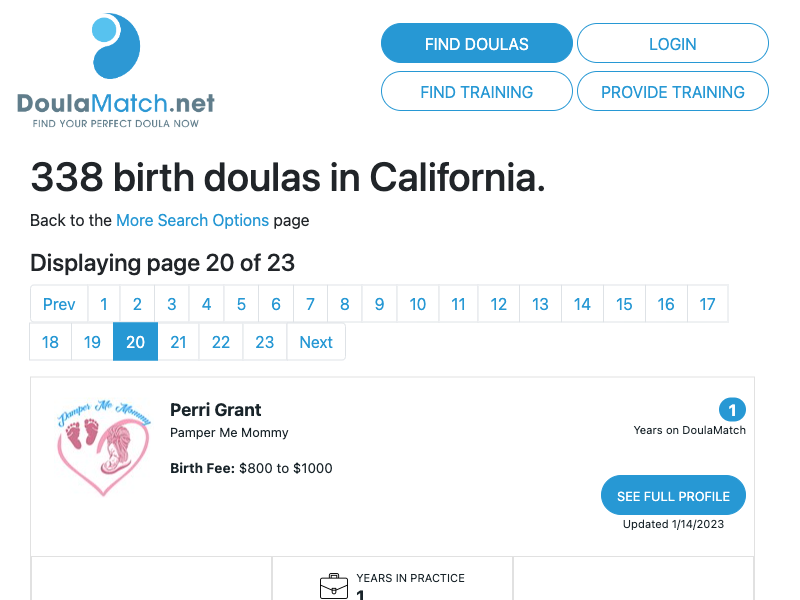 DoulaMatch.net
FIND YOUR PERFECT DOULA NOW
FIND DOULAS
LOGIN
FIND TRAINING
PROVIDE TRAINING
338 birth doulas in California.
Back to the More Search Options page
Displaying page 20 of 23
Prev 1 2 3 4 5 6 7 8 9 10 11 12 13 14 15 16 17
18 19 20 21 22 23 Next
Pamper Me Mommy
Perri Grant
Pamper Me Mommy
Birth Fee: $800 to $1000
1
Years on DoulaMatch
SEE FULL PROFILE
Updated 1/14/2023
YEARS IN PRACTICE
1